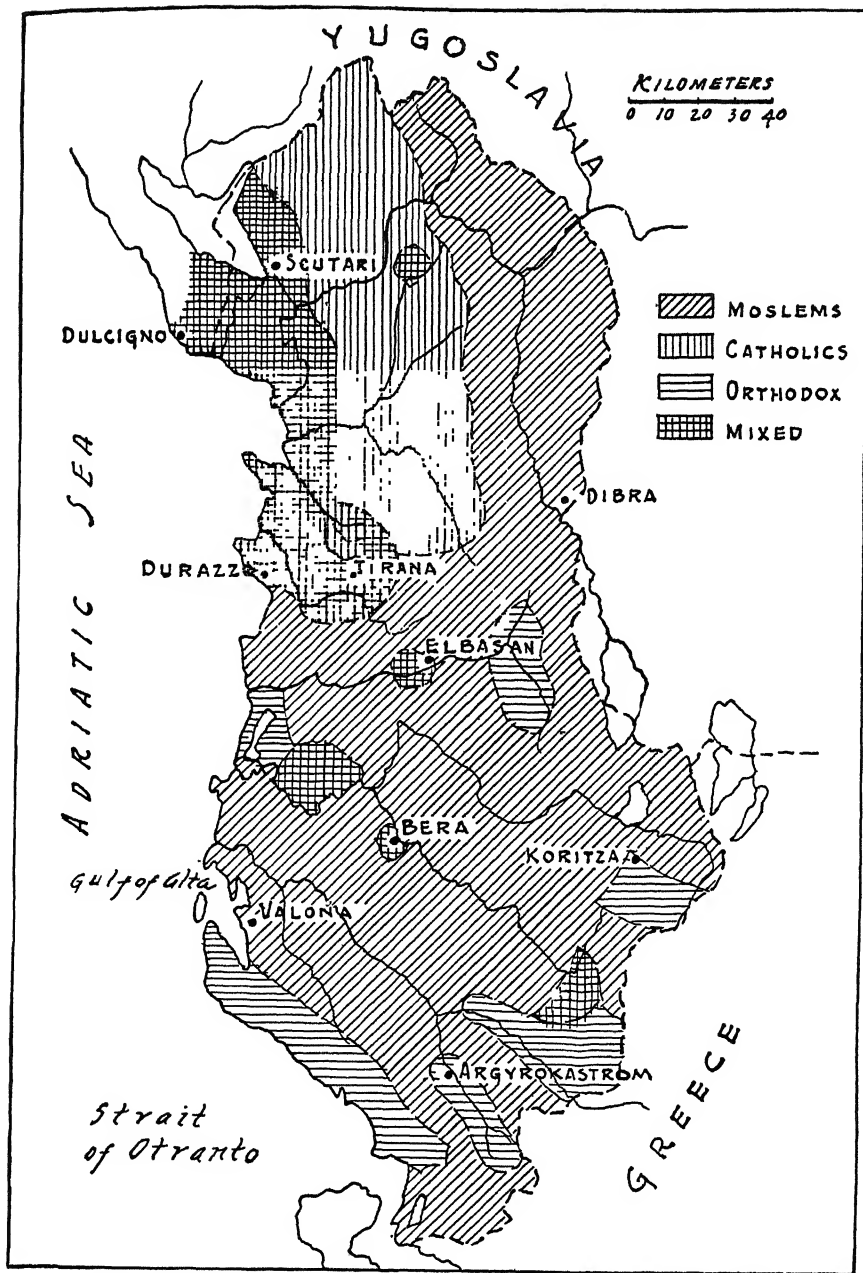 YUGOSLAVIA
KILOMETERS
0 10 20 30 40
SCUTARI
DULCIGNO
MOSLEMS
CATHOLICS
ORTHODOX
MIXED
ADRIATIC SEA
DIBRA
DURAZZO
TIRANA
ELBASAN
BERA
KORITZA
Gulf of Alta
VALONA
ARGYROKASTROM
GREECE
Strait
of Otranto